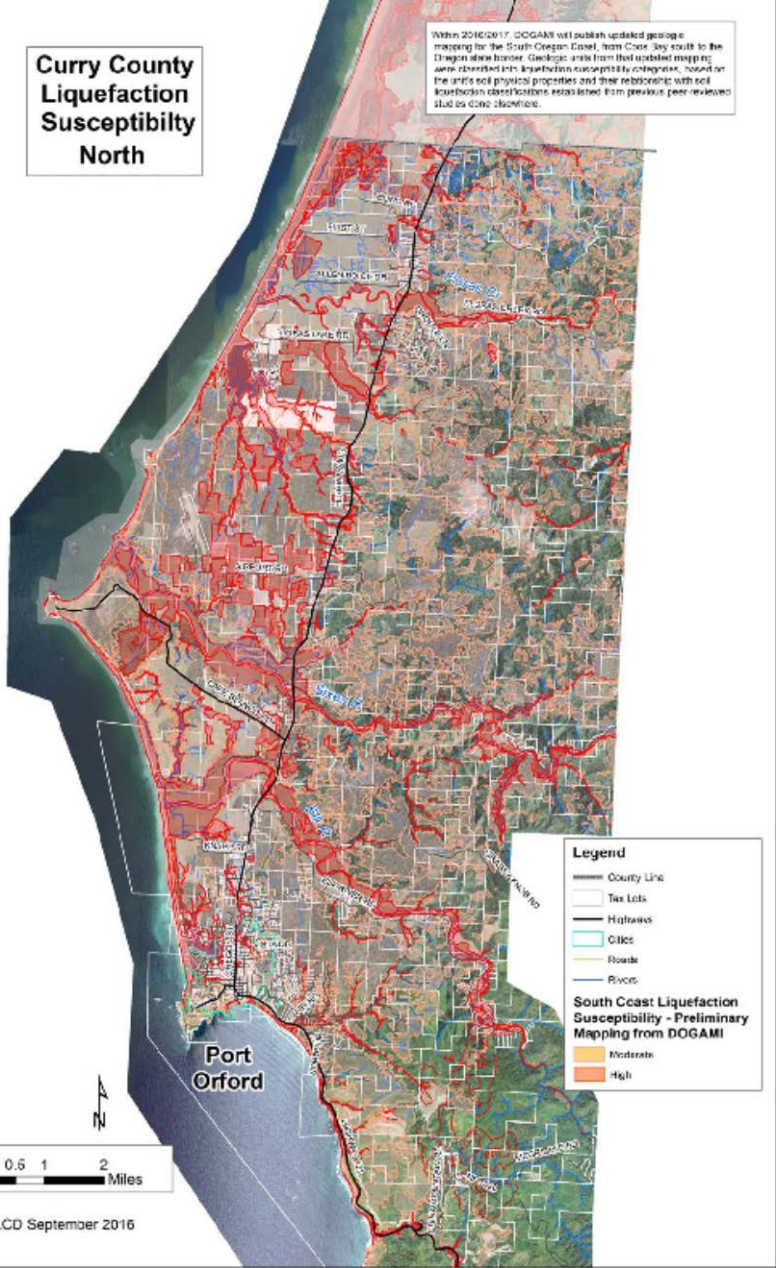 Within 2016/2017, DOGAMI will publish updated geologic
mapping for the South Oregon Coast, from Coos Bay south to the
Oregon state border. Geologic units from that updated mapping
were classified into liquefaction susceptibility categories, based on
the unit's soil physical properties and their relationship with soil
liquefaction classifications established from previous peer-reviewed
studies done elsewhere.
Curry County
Liquefaction
Susceptibilty
North
AIRPORT RD
Sixes R
Elk R
Legend
County Line
Tax Lots
Highways
Cities
Roads
Rivers
South Coast Liquefaction
Susceptibility - Preliminary
Mapping from DOGAMI
Moderate
High
Port
Orford
N
0.5 1 2
Miles
LCD September 2016